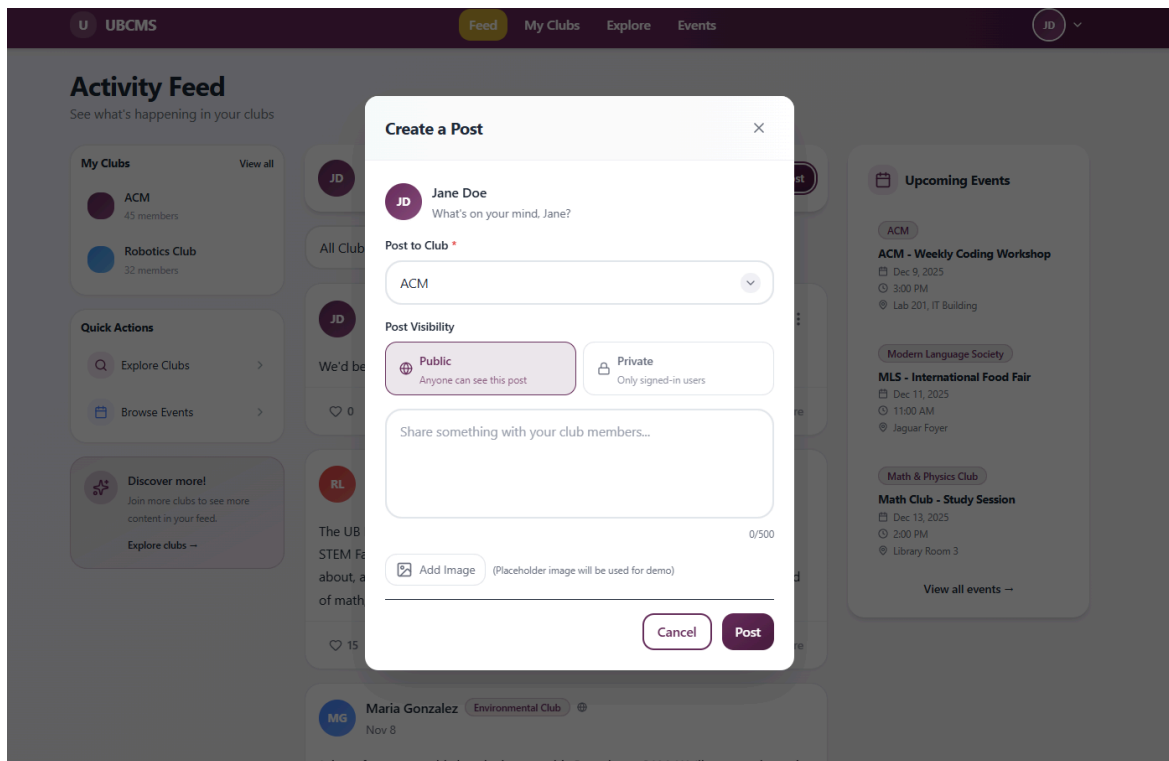 U UBCMS
Feed My Clubs Explore Events
JD
Activity Feed
See what's happening in your clubs
My Clubs View all
ACM
45 members
Robotics Club
32 members
Quick Actions
Explore Clubs
Browse Events
Discover more!
Join more clubs to see more
content in your feed.
Explore clubs →
JD
All Club
JD
We'd be
0
RL
The UB
STEM Fa
about, a
of math
15
MG
Maria Gonzalez Environmental Club
Nov 8
Create a Post
JD
Jane Doe
What's on your mind, Jane?
Post to Club *
ACM
Post Visibility
Public
Anyone can see this post
Private
Only signed-in users
Share something with your club members...
0/500
Add Image (Placeholder image will be used for demo)
Cancel Post
Upcoming Events
ACM
ACM - Weekly Coding Workshop
Dec 9, 2025
3:00 PM
Lab 201, IT Building
Modern Language Society
MLS - International Food Fair
Dec 11, 2025
11:00 AM
Jaguar Foyer
Math & Physics Club
Math Club - Study Session
Dec 13, 2025
2:00 PM
Library Room 3
View all events →